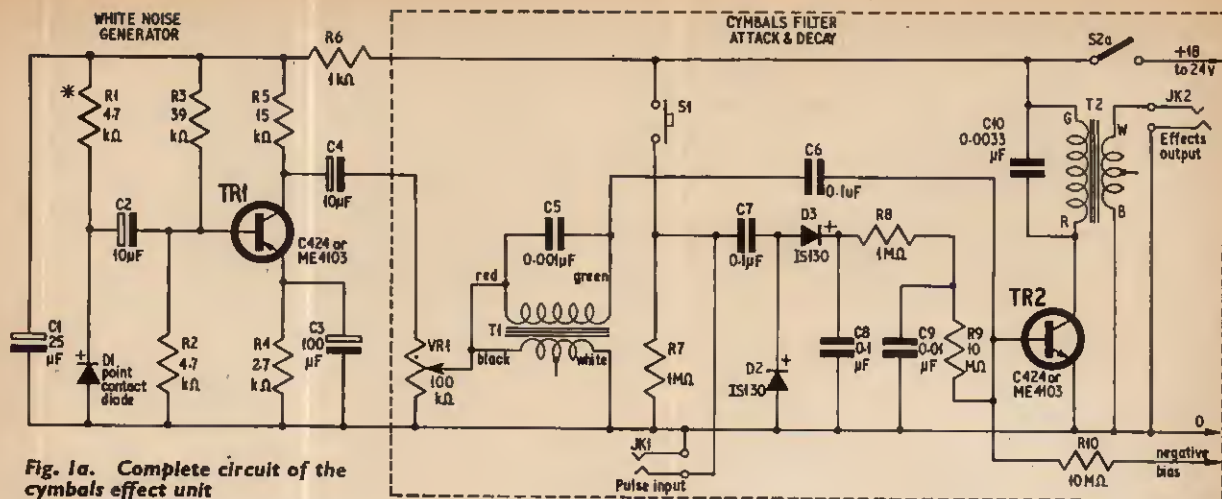 WHITE NOISE
GENERATOR
CYMBALS FILTER
ATTACK & DECAY
R6
1kΩ
S2a
+18
to 24v
*
R1
4.7
kΩ
R3
39
kΩ
R5
15
kΩ
C4
10μF
S1
C10
0.0033
μF
G
T2
W
R
B
JK2
Effects
output
C2
10μF
TR1
C424 or
ME4103
C6
0.1μF
C5
0.001μF
red
green
T1
black
white
C7
0.1μF
D3
+
IS130
R8
1MΩ
TR2
C424 or
ME4103
C1
25
μF
+
D1
point
contact
diode
R2
4.7
kΩ
R4
2.7
kΩ
C3
100
μF
VR1
100
kΩ
R7
1MΩ
+
D2
IS130
C8
0.1
μF
C9
0.01
μF
R9
10
MΩ
0
JK1
Pulse input
R10
10MΩ
negative
bias
Fig. 1a. Complete circuit of the
cymbals effect unit